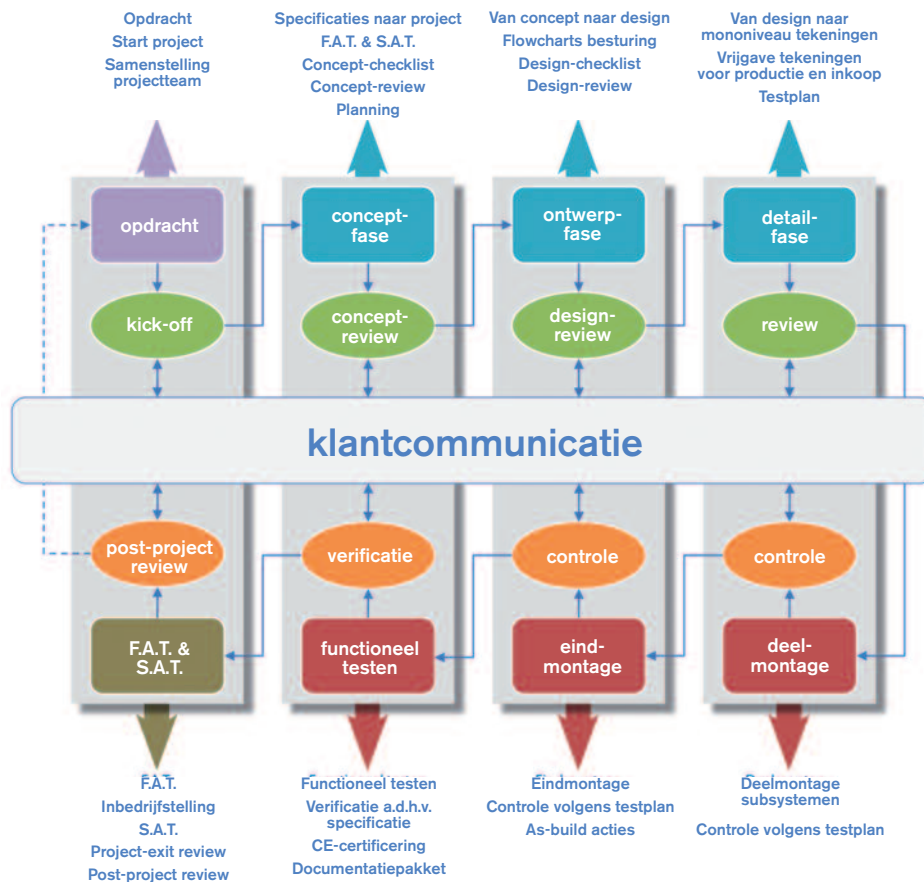 Opdracht
Start project
Samenstelling
projectteam
Specificaties naar project
F.A.T. & S.A.T.
Concept-checklist
Concept-review
Planning
Van concept naar design
Flowcharts besturing
Design-checklist
Design-review
Van design naar
mononiveau tekeningen
Vrijgave tekeningen
voor productie en inkoop
Testplan
opdracht
concept-
fase
ontwerp-
fase
detail-
fase
kick-off
concept-
review
design-
review
review
klantcommunicatie
post-project
review
verificatie
controle
controle
F.A.T. &
S.A.T.
functioneel
testen
eind-
montage
deel-
montage
F.A.T.
Inbedrijfstelling
S.A.T.
Project-exit review
Post-project review
Functioneel testen
Verificatie a.d.h.v.
specificatie
CE-certificering
Documentatiepakket
Eindmontage
Controle volgens testplan
As-build acties
Deelmontage
subsystemen
Controle volgens testplan